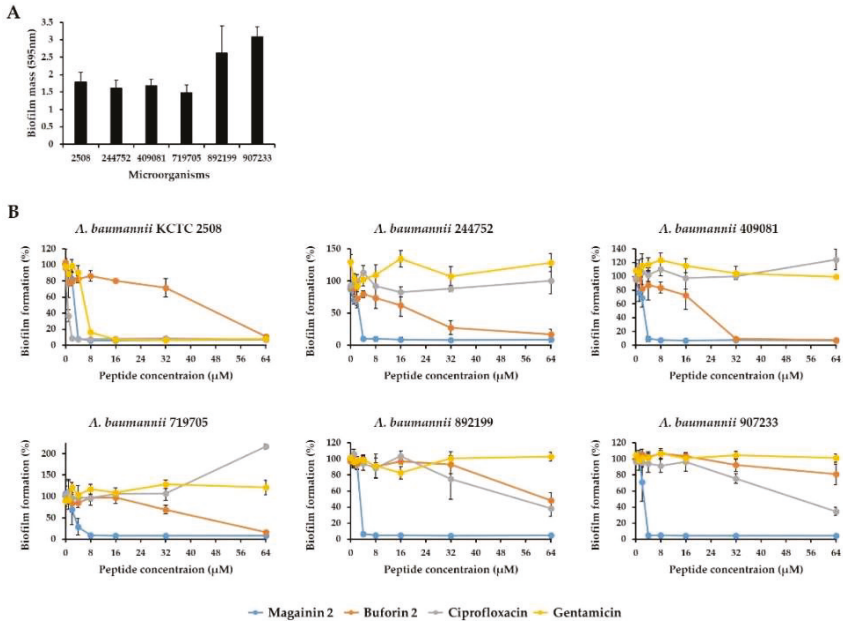 A
Biofilm mass (595nm)
3.5
3
2.5
2
1.5
1
0.5
0
2508 244752 409081 719705 892199 907233
Microorganisms
B
A. baumannii KCTC 2508
Biofilm formation (%)
120
100
80
60
40
20
0
0 8 16 24 32 40 48 56 64
Peptide concentraion (μM)
A. baumannii 244752
Biofilm formation (%)
150
100
50
0
0 8 16 24 32 40 48 56 64
Peptide concentraion (μM)
A. baumannii 409081
Biofilm formation (%)
140
120
100
80
60
40
20
0
0 8 16 24 32 40 48 56 64
Peptide concentraion (μM)
A. baumannii 719705
Biofilm formation (%)
200
150
100
50
0
0 8 16 24 32 40 48 56 64
Peptide concentraion (μM)
A. baumannii 892199
Biofilm formation (%)
120
100
80
60
40
20
0
0 8 16 24 32 40 48 56 64
Peptide concentraion (μM)
A. baumannii 907233
Biofilm formation (%)
120
100
80
60
40
20
0
0 8 16 24 32 40 48 56 64
Peptide concentraion (μM)
Magainin 2 Buforin 2 Ciprofloxacin Gentamicin